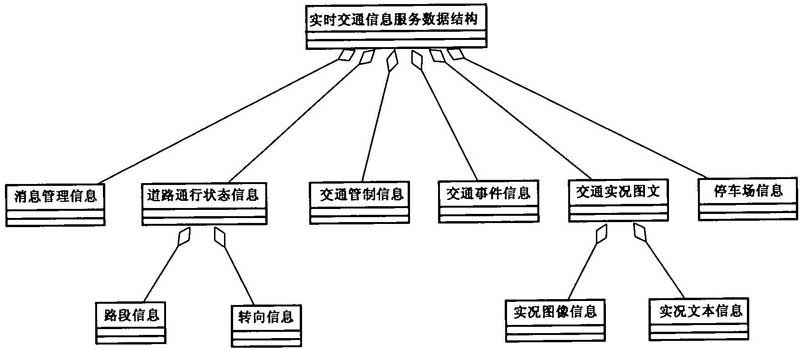 实时交通信息服务数据结构
消息管理信息
道路通行状态信息
交通管制信息
交通事件信息
交通实况图文
停车场信息
路段信息
转向信息
实况图像信息
实况文本信息